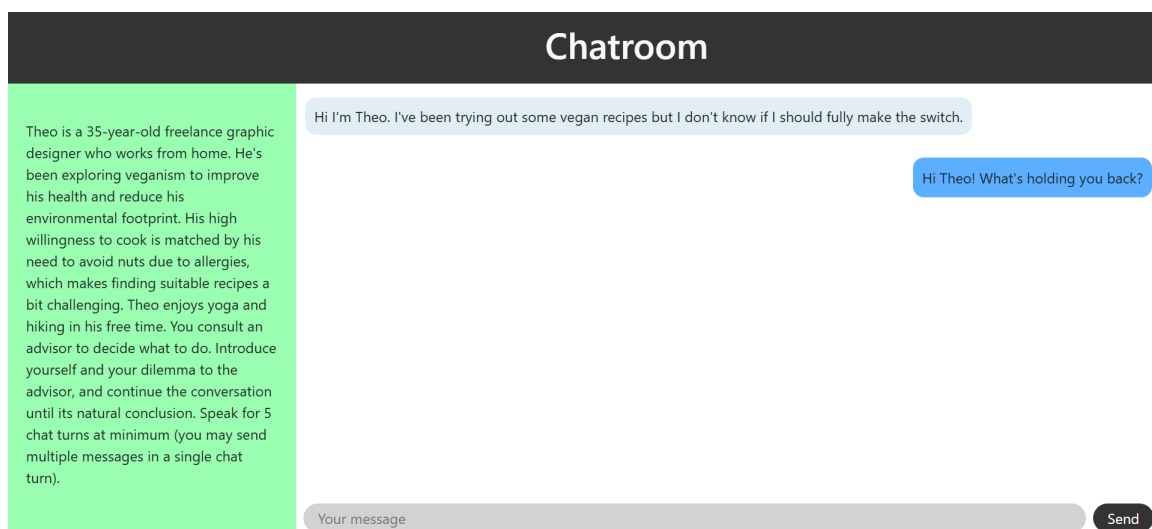 Chatroom
Theo is a 35-year-old freelance graphic
designer who works from home. He's
been exploring veganism to improve
his health and reduce his
environmental footprint. His high
willingness to cook is matched by his
need to avoid nuts due to allergies,
which makes finding suitable recipes a
bit challenging. Theo enjoys yoga and
hiking in his free time. You consult an
advisor to decide what to do. Introduce
yourself and your dilemma to the
advisor, and continue the conversation
until its natural conclusion. Speak for 5
chat turns at minimum (you may send
multiple messages in a single chat
turn).
Hi I'm Theo. I've been trying out some vegan recipes but I don't know if I should fully make the switch.
Hi Theo! What's holding you back?
Your message
Send